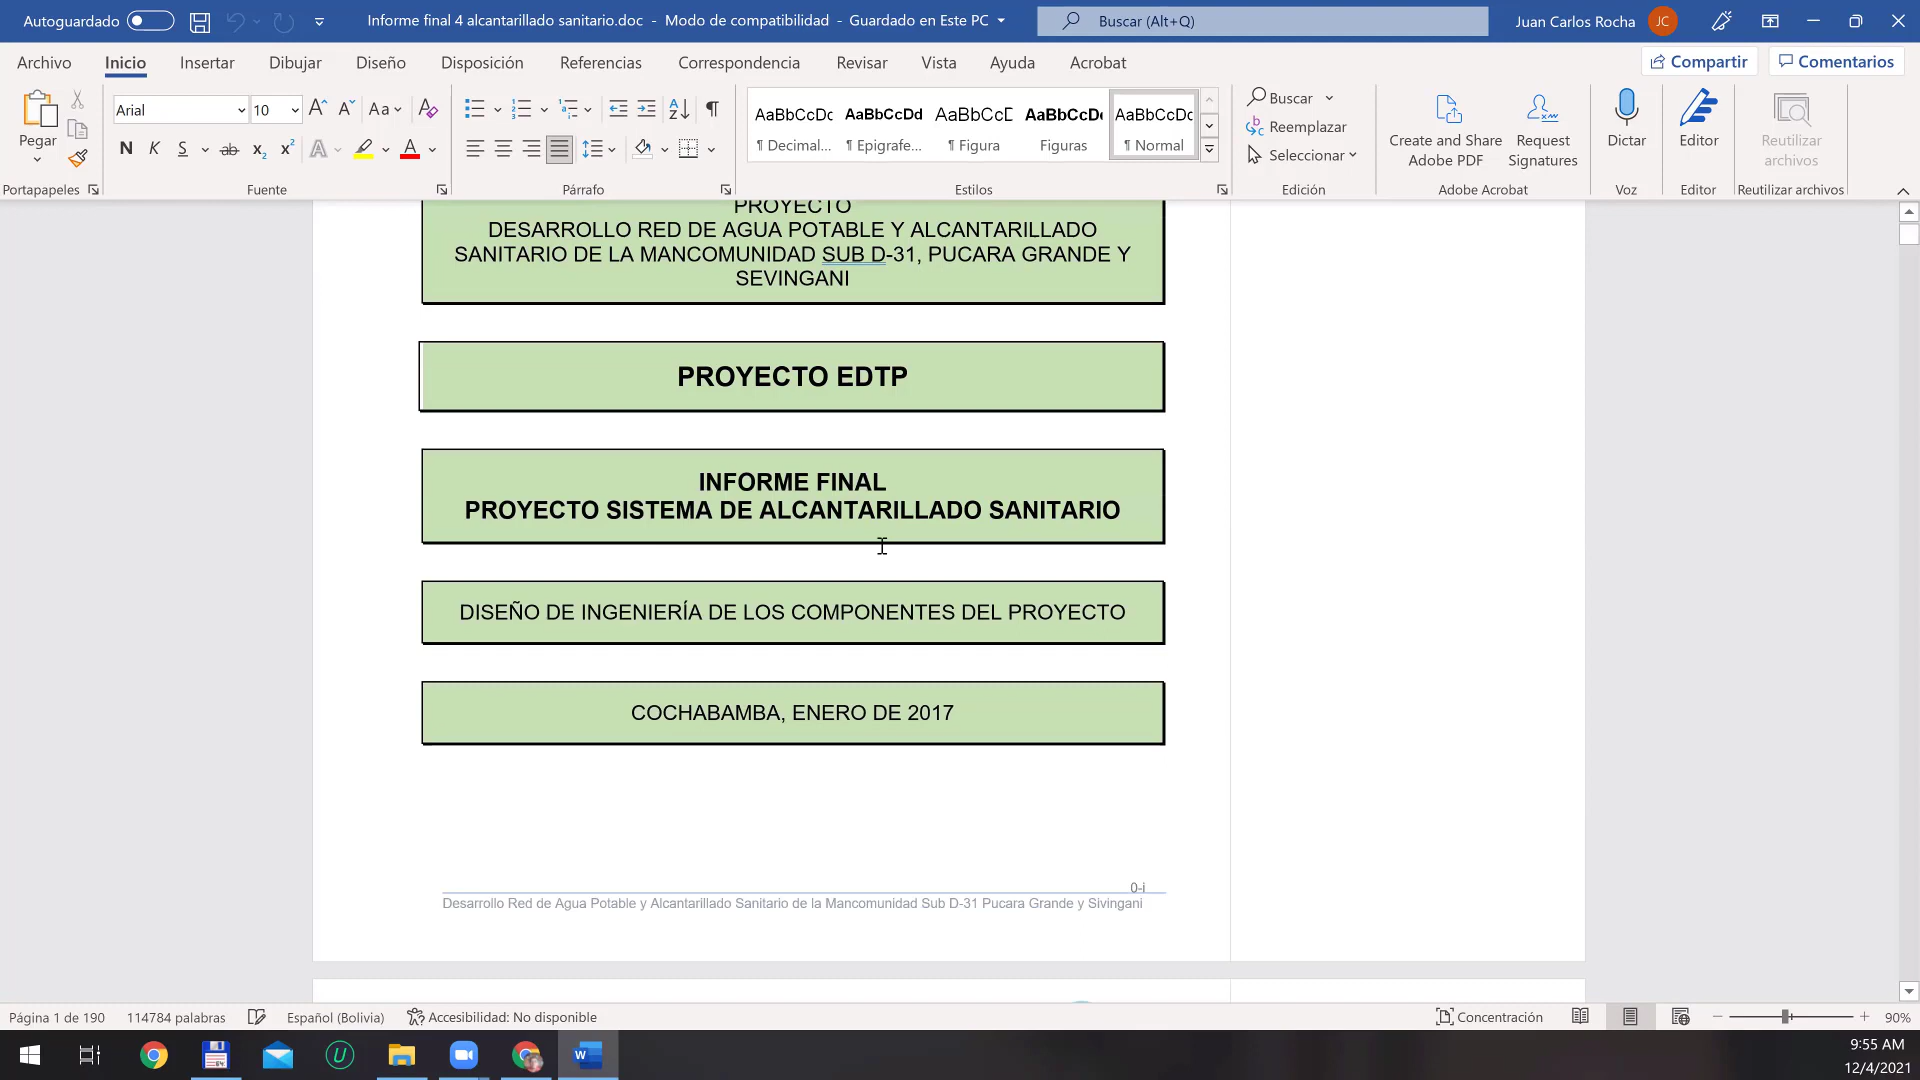 Autoguardado
Informe final 4 alcantarillado sanitario.doc - Modo de compatibilidad - Guardado en Este PC
Buscar (Alt+Q)
Juan Carlos Rocha
JC
Archivo Inicio Insertar Dibujar Diseño Disposición Referencias Correspondencia Revisar Vista Ayuda Acrobat
Compartir
Comentarios
Pegar
Portapapeles
Arial
10
Aa
N K S ab x₂ x² A A
Fuente
Párrafo
AaBbCcDc AaBbCcDd AaBbCcD AaBbCcDc AaBbCcDc
¶ Decimal... ¶ Epigrafe... ¶ Figura Figuras ¶ Normal
Estilos
Buscar
Reemplazar
Seleccionar
Edición
Create and Share
Adobe PDF
Request
Signatures
Adobe Acrobat
Dictar
Voz
Editor
Editor
Reutilizar
archivos
Reutilizar archivos
PROYECTO
DESARROLLO RED DE AGUA POTABLE Y ALCANTARILLADO
SANITARIO DE LA MANCOMUNIDAD SUB D-31, PUCARA GRANDE Y
SEVINGANI
PROYECTO EDTP
INFORME FINAL
PROYECTO SISTEMA DE ALCANTARILLADO SANITARIO
DISEÑO DE INGENIERÍA DE LOS COMPONENTES DEL PROYECTO
COCHABAMBA, ENERO DE 2017
0-i
Desarrollo Red de Agua Potable y Alcantarillado Sanitario de la Mancomunidad Sub D-31 Pucara Grande y Sivingani
Página 1 de 190
114784 palabras
Español (Bolivia)
Accesibilidad: No disponible
Concentración
90%
9:55 AM
12/4/2021